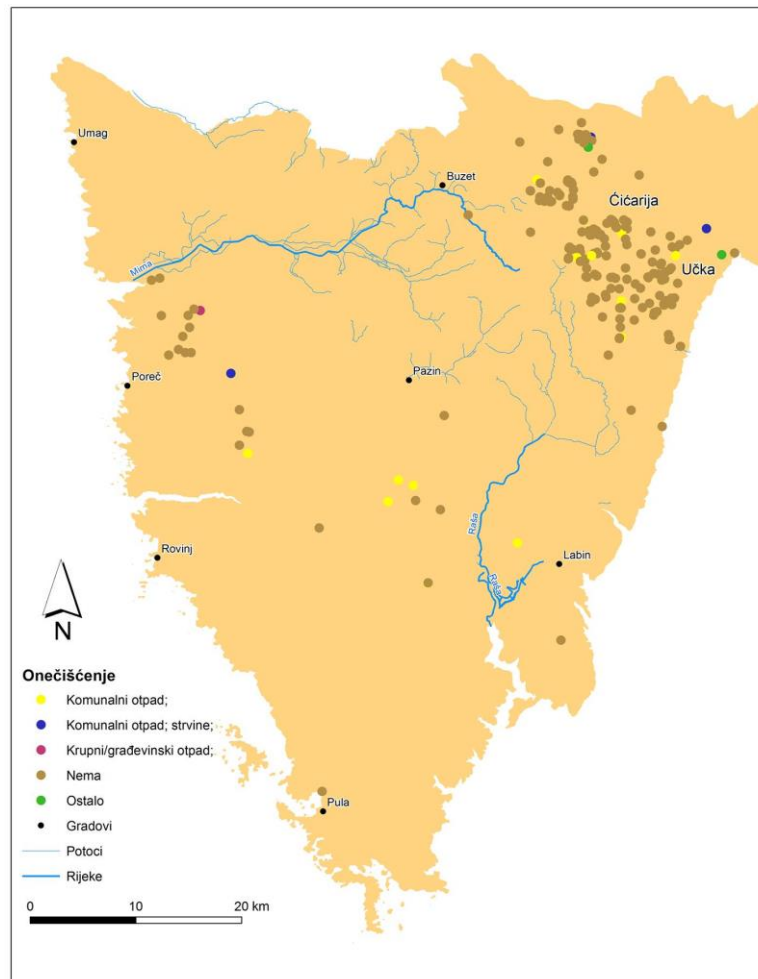 Umag
Buzet
Ćićarija
Učka
Mirna
Poreč
Pazin
Raša
Rovinj
Raša
Labin
N
Onečišćenje
Komunalni otpad;
Komunalni otpad; strvine;
Krupni/građevinski otpad;
Nema
Ostalo
Pula
Gradovi
Potoci
Rijeke
0 10 20 km